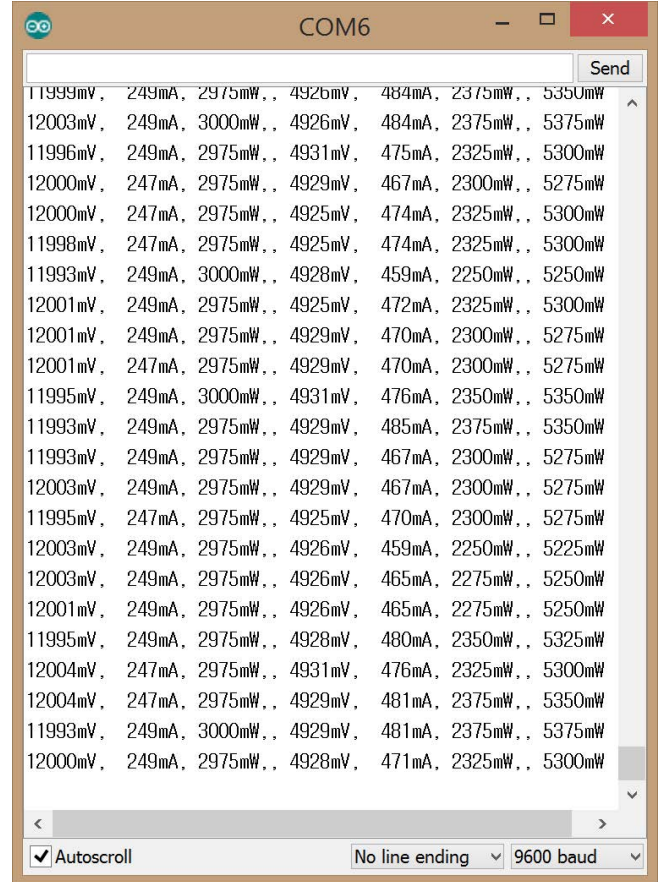 COM6
Send
11999mV, 249mA, 2975mW,, 4926mV, 484mA, 2375mW,, 5350mW
12003mV, 249mA, 3000mW,, 4926mV, 484mA, 2375mW,, 5375mW
11996mV, 249mA, 2975mW,, 4931mV, 475mA, 2325mW,, 5300mW
12000mV, 247mA, 2975mW,, 4929mV, 467mA, 2300mW,, 5275mW
12000mV, 247mA, 2975mW,, 4925mV, 474mA, 2325mW,, 5300mW
11998mV, 247mA, 2975mW,, 4925mV, 474mA, 2325mW,, 5300mW
11993mV, 249mA, 3000mW,, 4928mV, 459mA, 2250mW,, 5250mW
12001mV, 249mA, 2975mW,, 4925mV, 472mA, 2325mW,, 5300mW
12001mV, 249mA, 2975mW,, 4929mV, 470mA, 2300mW,, 5275mW
12001mV, 247mA, 2975mW,, 4929mV, 470mA, 2300mW,, 5275mW
11995mV, 249mA, 3000mW,, 4931mV, 476mA, 2350mW,, 5350mW
11993mV, 249mA, 2975mW,, 4929mV, 485mA, 2375mW,, 5350mW
11993mV, 249mA, 2975mW,, 4929mV, 467mA, 2300mW,, 5275mW
12003mV, 249mA, 2975mW,, 4929mV, 467mA, 2300mW,, 5275mW
11995mV, 247mA, 2975mW,, 4925mV, 470mA, 2300mW,, 5275mW
12003mV, 249mA, 2975mW,, 4926mV, 459mA, 2250mW,, 5225mW
12003mV, 249mA, 2975mW,, 4926mV, 465mA, 2275mW,, 5250mW
12001mV, 249mA, 2975mW,, 4926mV, 465mA, 2275mW,, 5250mW
11995mV, 249mA, 2975mW,, 4928mV, 480mA, 2350mW,, 5325mW
12004mV, 247mA, 2975mW,, 4931mV, 476mA, 2325mW,, 5300mW
12004mV, 247mA, 2975mW,, 4929mV, 481mA, 2375mW,, 5350mW
11993mV, 249mA, 3000mW,, 4929mV, 481mA, 2375mW,, 5375mW
12000mV, 249mA, 2975mW,, 4928mV, 471mA, 2325mW,, 5300mW
Autoscroll No line ending 9600 baud